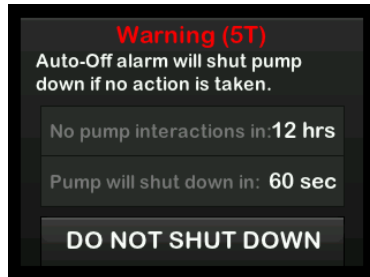 Warning (5T)
Auto-Off alarm will shut pump
down if no action is taken.
No pump interactions in: 12 hrs
Pump will shut down in: 60 sec
DO NOT SHUT DOWN